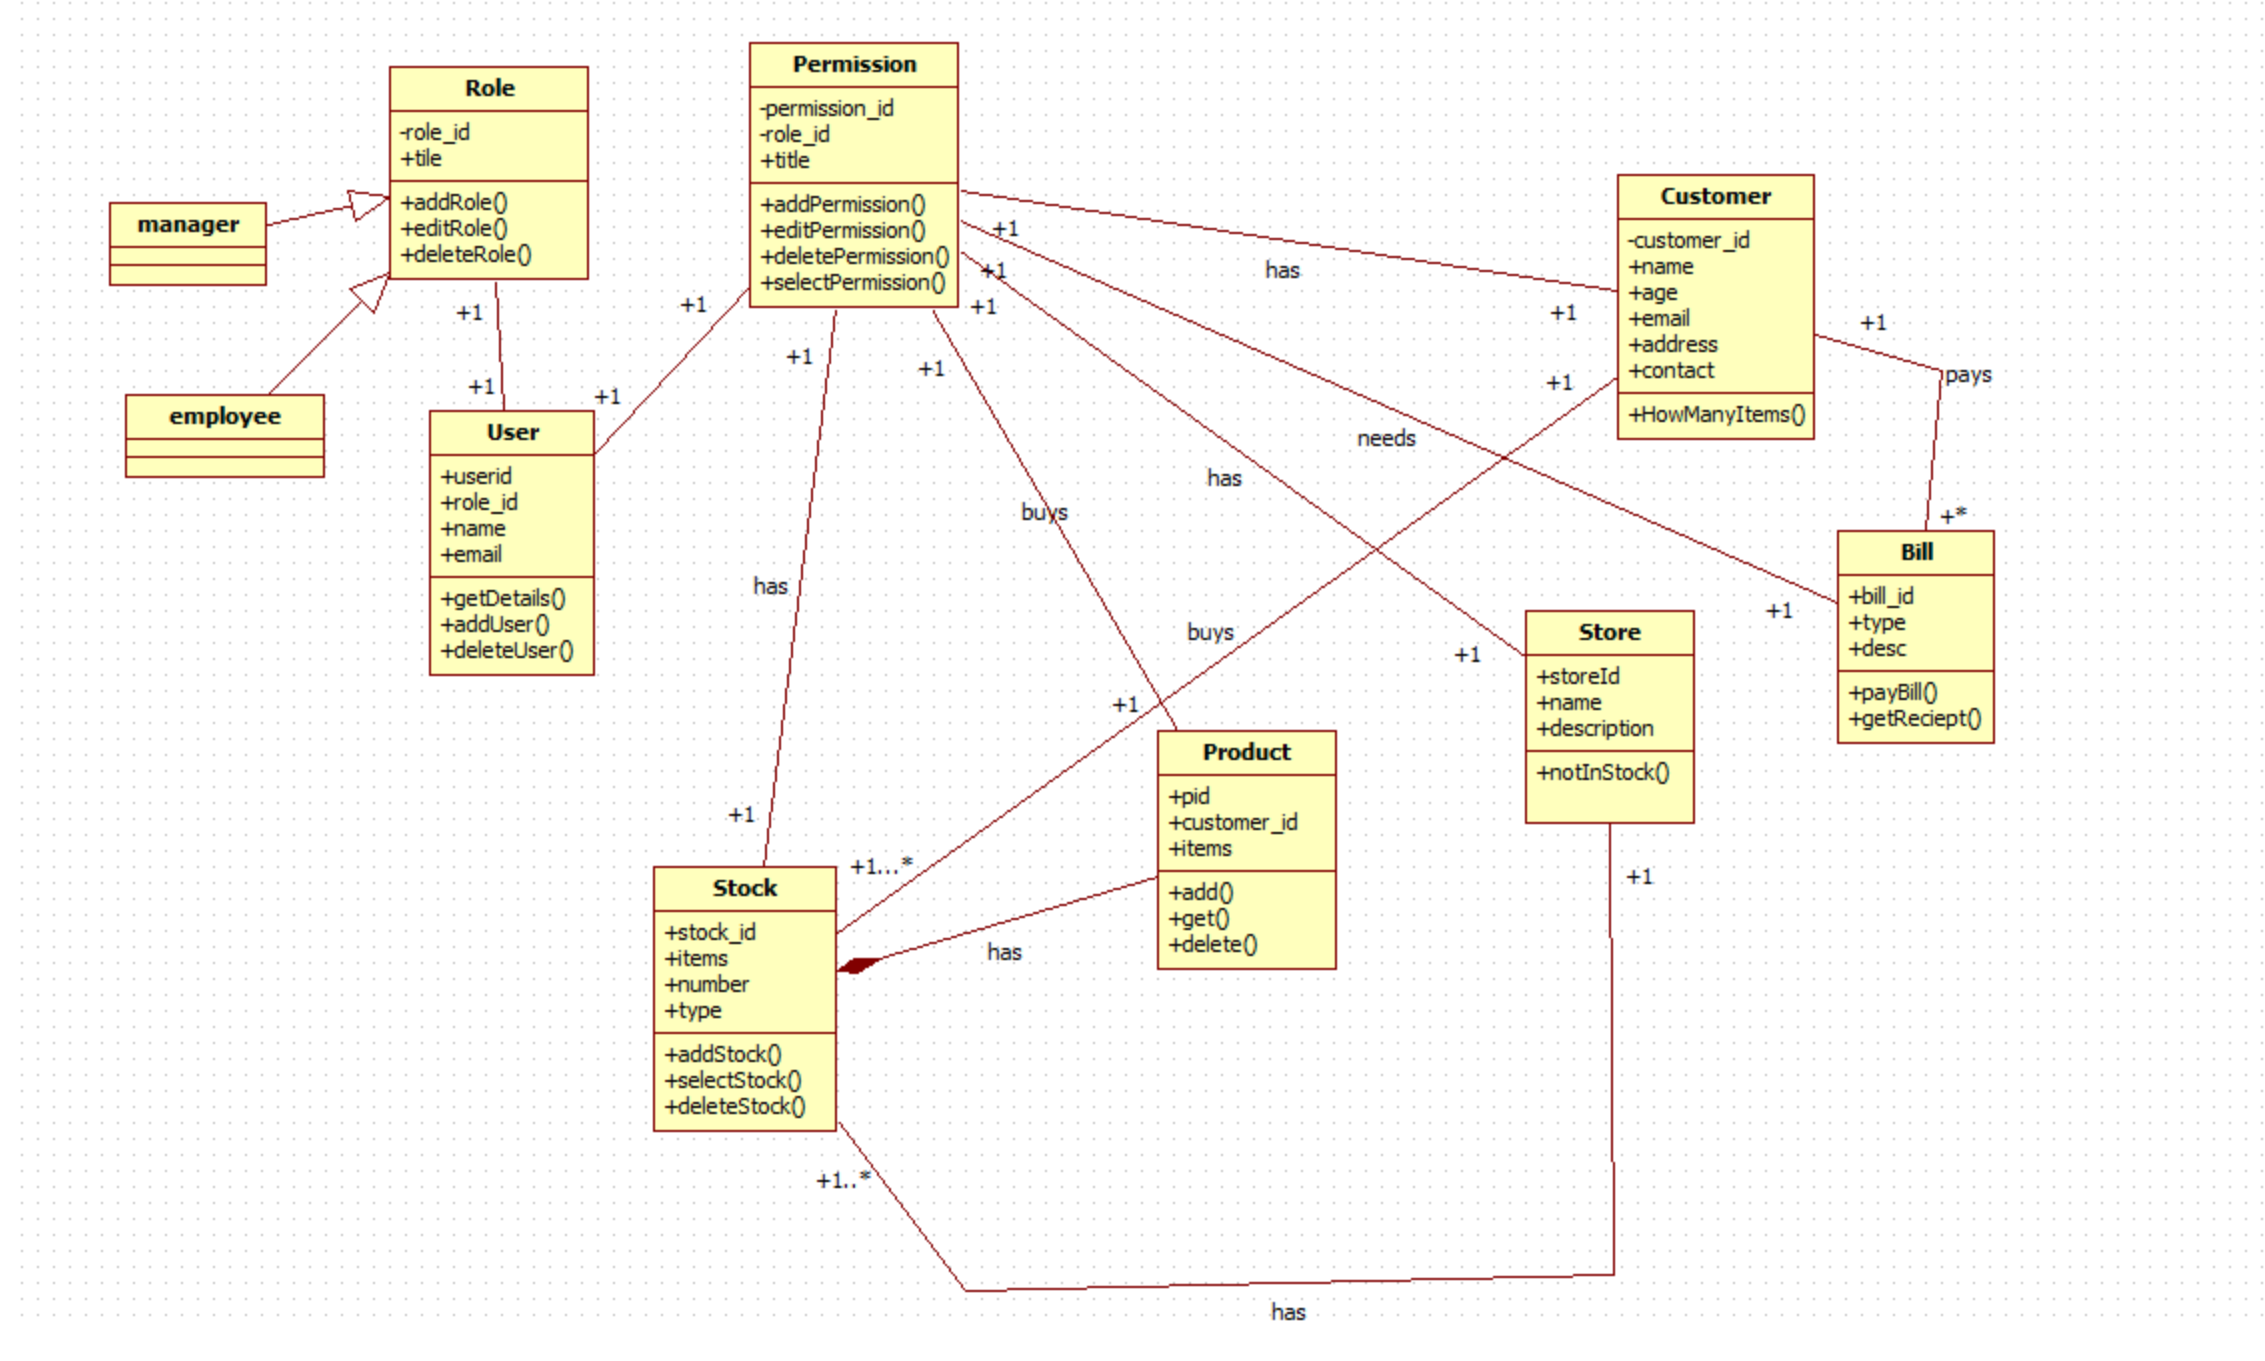 Role
-role_id
+tile
+addRole()
+editRole()
+deleteRole()
manager
employee
+1
+1
User
+userid
+role_id
+name
+email
+getDetails()
+addUser()
+deleteUser()
Permission
-permission_id
-role_id
+title
+addPermission()
+editPermission()
+deletePermission()
+selectPermission()
+1
+1
+1
+1
+1
+1
+1
has
needs
has
buys
has
buys
+1
+1
Customer
-customer_id
+name
+age
+email
+address
+contact
+HowManyItems()
+1
pays
+*
Bill
+bill_id
+type
+desc
+payBill()
+getReciept()
+1
+1
Store
+storeId
+name
+description
+notInStock()
+1
+1
Product
+pid
+customer_id
+items
+add()
+get()
+delete()
+1
+1...*
Stock
+stock_id
+items
+number
+type
+addStock()
+selectStock()
+deleteStock()
has
+1..*
has